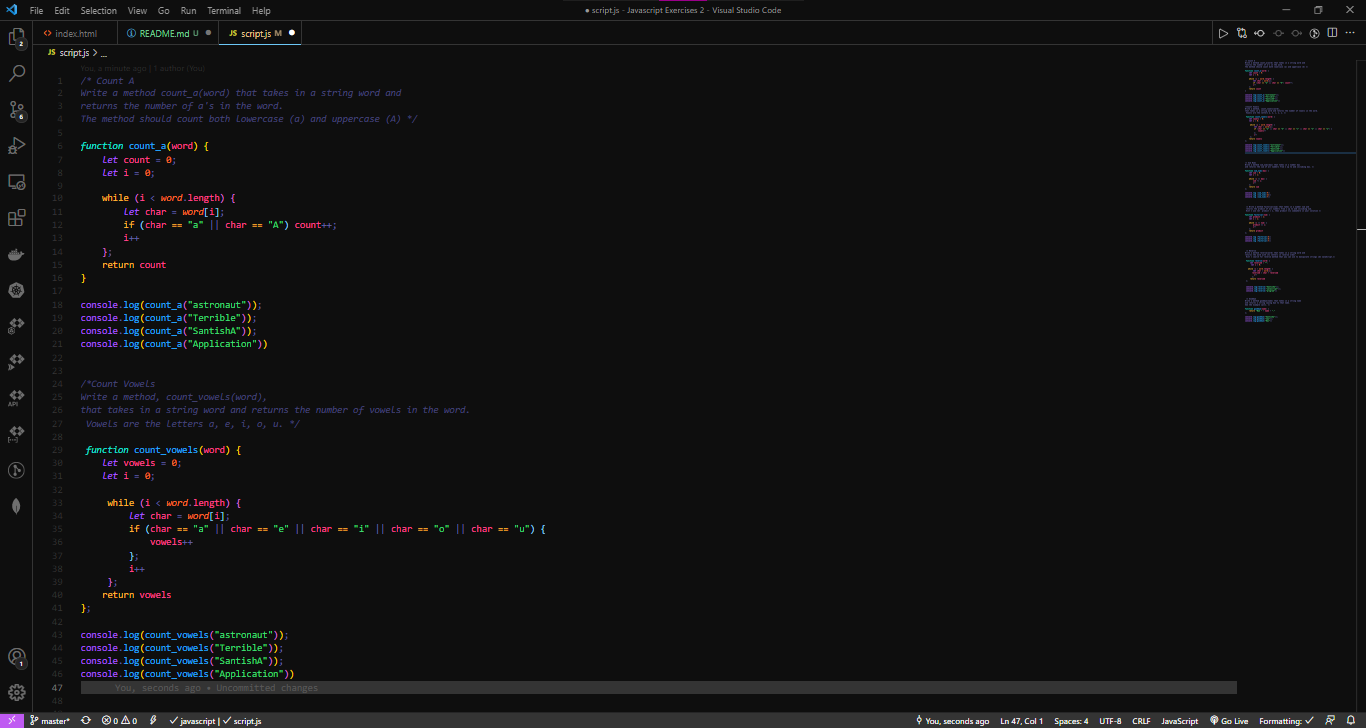 File Edit Selection View Go Run Terminal Help
● script.js - Javascript Exercises 2 - Visual Studio Code
index.html
README.md U
JS script.js M
JS script.js > ...
You, a minute ago | 1 author (You)
1 /* Count A
2 Write a method count_a(word) that takes in a string word and
3 returns the number of a's in the word.
4 The method should count both lowercase (a) and uppercase (A) */
5
6 function count_a(word) {
7 let count = 0;
8 let i = 0;
9
10 while (i < word.length) {
11 let char = word[i];
12 if (char == "a" || char == "A") count++;
13 i++
14 };
15 return count
16 }
17
18 console.log(count_a("astronaut"));
19 console.log(count_a("Terrible"));
20 console.log(count_a("SantishA"));
21 console.log(count_a("Application"))
22
23
24 /*Count Vowels
25 Write a method, count_vowels(word),
26 that takes in a string word and returns the number of vowels in the word.
27 Vowels are the letters a, e, i, o, u. */
28
29 function count_vowels(word) {
30 let vowels = 0;
31 let i = 0;
32
33 while (i < word.length) {
34 let char = word[i];
35 if (char == "a" || char == "e" || char == "i" || char == "o" || char == "u") {
36 vowels++
37 };
38 i++
39 };
40 return vowels
41 };
42
43 console.log(count_vowels("astronaut"));
44 console.log(count_vowels("Terrible"));
45 console.log(count_vowels("SantishA"));
46 console.log(count_vowels("Application"))
47 You, seconds ago • Uncommitted changes
48
2
6
API
1
master* 0 0 javascript | script.js
You, seconds ago Ln 47, Col 1 Spaces: 4 UTF-8 CRLF JavaScript Go Live Formatting: ✓